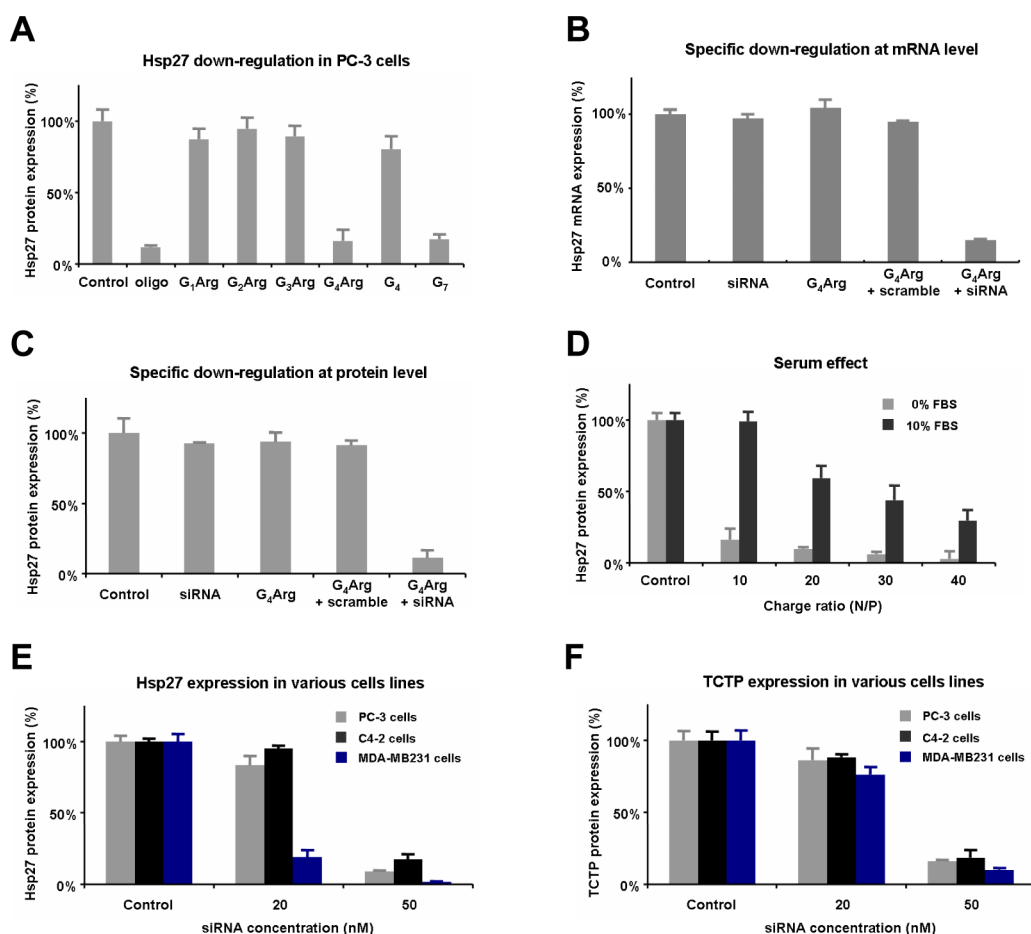 A
Hsp27 down-regulation in PC-3 cells
Hsp27 protein expression (%)
100%
50%
0%
Control oligo G₁Arg G₂Arg G₃Arg G₄Arg G₄ G₇
B
Specific down-regulation at mRNA level
Hsp27 mRNA expression (%)
100%
50%
0%
Control siRNA G₄Arg G₄Arg G₄Arg
+ scramble + siRNA
C
Specific down-regulation at protein level
Hsp27 protein expression (%)
100%
50%
0%
Control siRNA G₄Arg G₄Arg G₄Arg
+ scramble + siRNA
D
Serum effect
0% FBS
10% FBS
Hsp27 protein expression (%)
100%
50%
0%
Control 10 20 30 40
Charge ratio (N/P)
E
Hsp27 expression in various cells lines
PC-3 cells
C4-2 cells
MDA-MB231 cells
Hsp27 protein expression (%)
100%
50%
0%
Control 20 50
siRNA concentration (nM)
F
TCTP expression in various cells lines
PC-3 cells
C4-2 cells
MDA-MB231 cells
TCTP protein expression (%)
100%
50%
0%
Control 20 50
siRNA concentration (nM)